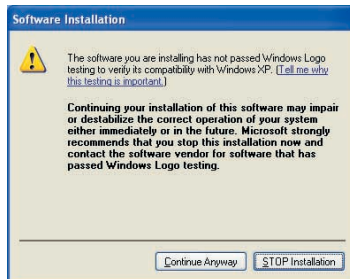 Software Installation
The software you are installing has not passed Windows Logo
testing to verify its compatibility with Windows XP. (Tell me why
this testing is important.)
Continuing your installation of this software may impair
or destabilize the correct operation of your system
either immediately or in the future. Microsoft strongly
recommends that you stop this installation now and
contact the software vendor for software that has
passed Windows Logo testing.
Continue Anyway
STOP Installation